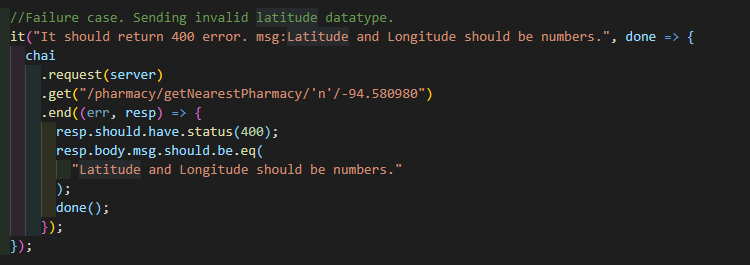 //Failure case. Sending invalid latitude datatype.
it("It should return 400 error. msg:Latitude and Longitude should be numbers.", done => {
chai
.request(server)
.get("/pharmacy/getNearestPharmacy/'n'/-94.580980")
.end((err, resp) => {
resp.should.have.status(400);
resp.body.msg.should.be.eq(
"Latitude and Longitude should be numbers."
);
done();
});
});